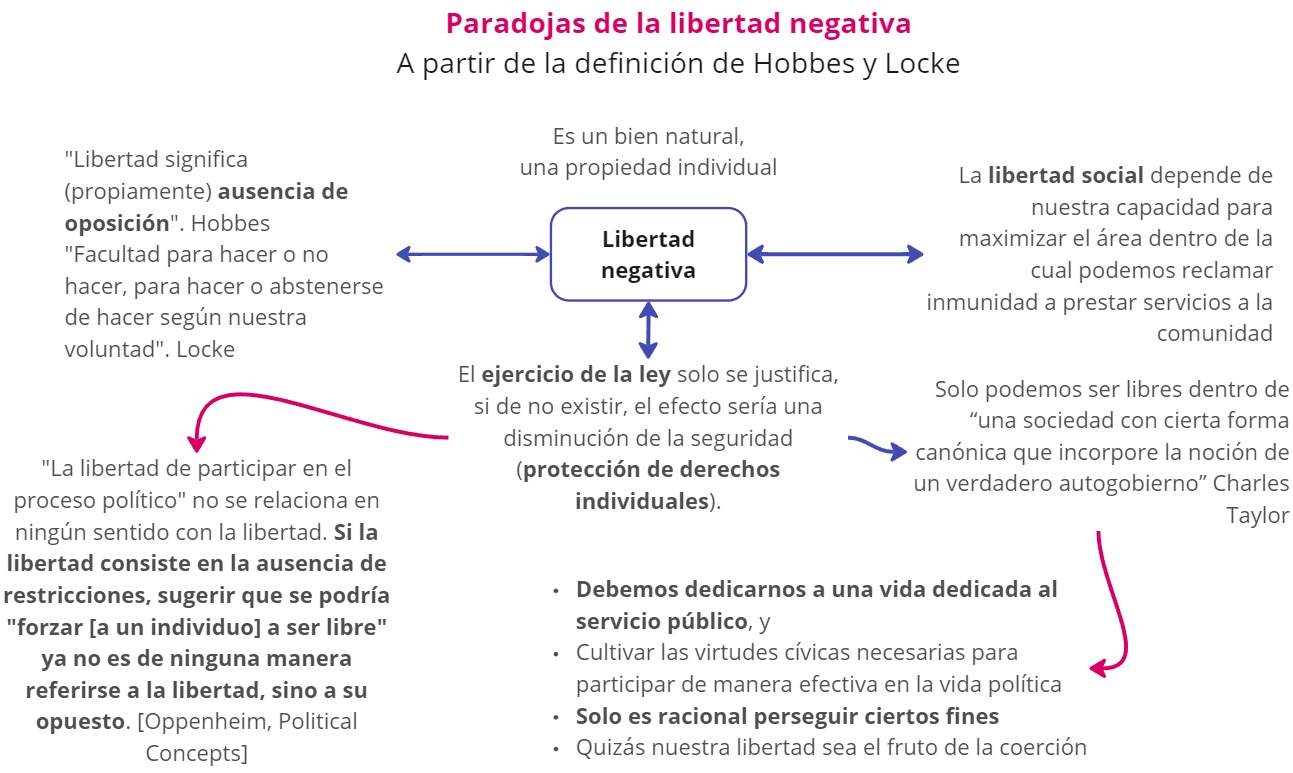 Paradojas de la libertad negativa
A partir de la definición de Hobbes y Locke
Es un bien natural,
una propiedad individual
"Libertad significa
(propiamente) ausencia de
oposición". Hobbes
"Facultad para hacer o no
hacer, para hacer o abstenerse
de hacer según nuestra
voluntad". Locke
Libertad
negativa
La libertad social depende de
nuestra capacidad para
maximizar el área dentro de la
cual podemos reclamar
inmunidad a prestar servicios a la
comunidad
El ejercicio de la ley solo se justifica,
si de no existir, el efecto sería una
disminución de la seguridad
(protección de derechos
individuales).
Solo podemos ser libres dentro de
“una sociedad con cierta forma
canónica que incorpore la noción de
un verdadero autogobierno” Charles
Taylor
"La libertad de participar en el
proceso político" no se relaciona en
ningún sentido con la libertad. Si la
libertad consiste en la ausencia de
restricciones, sugerir que se podría
"forzar [a un individuo] a ser libre"
ya no es de ninguna manera
referirse a la libertad, sino a su
opuesto. [Oppenheim, Political
Concepts]
• Debemos dedicarnos a una vida dedicada al
servicio público, y
• Cultivar las virtudes cívicas necesarias para
participar de manera efectiva en la vida política
• Solo es racional perseguir ciertos fines
• Quizás nuestra libertad sea el fruto de la coerción